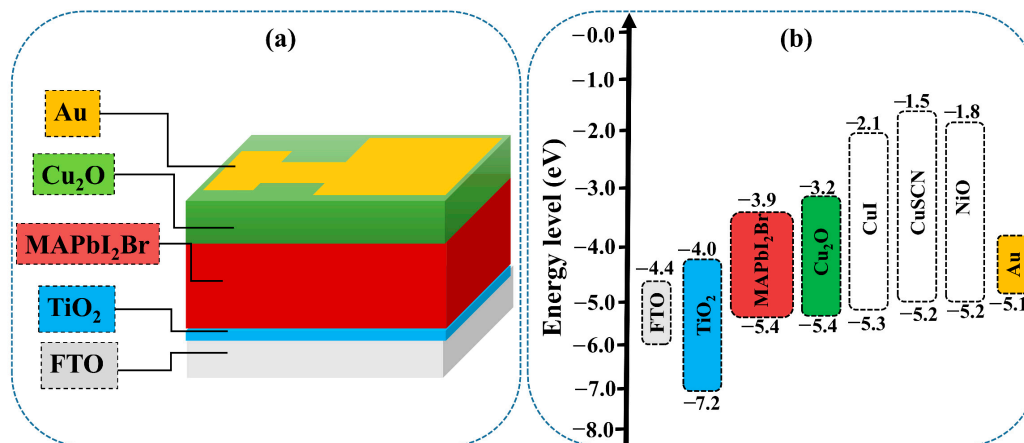 (a)
Au
Cu₂O
MAPbI₂Br
TiO₂
FTO
(b)
Energy level (eV)
−0.0
−1.0
−2.0
−3.0
−4.0
−5.0
−6.0
−7.0
−8.0
−4.4
FTO
−4.0
TiO₂
−7.2
−3.9
MAPbI₂Br
−5.4
−3.2
Cu₂O
−5.4
−2.1
CuI
−5.3
−1.5
CuSCN
−5.2
−1.8
NiO
−5.2
Au
−5.1